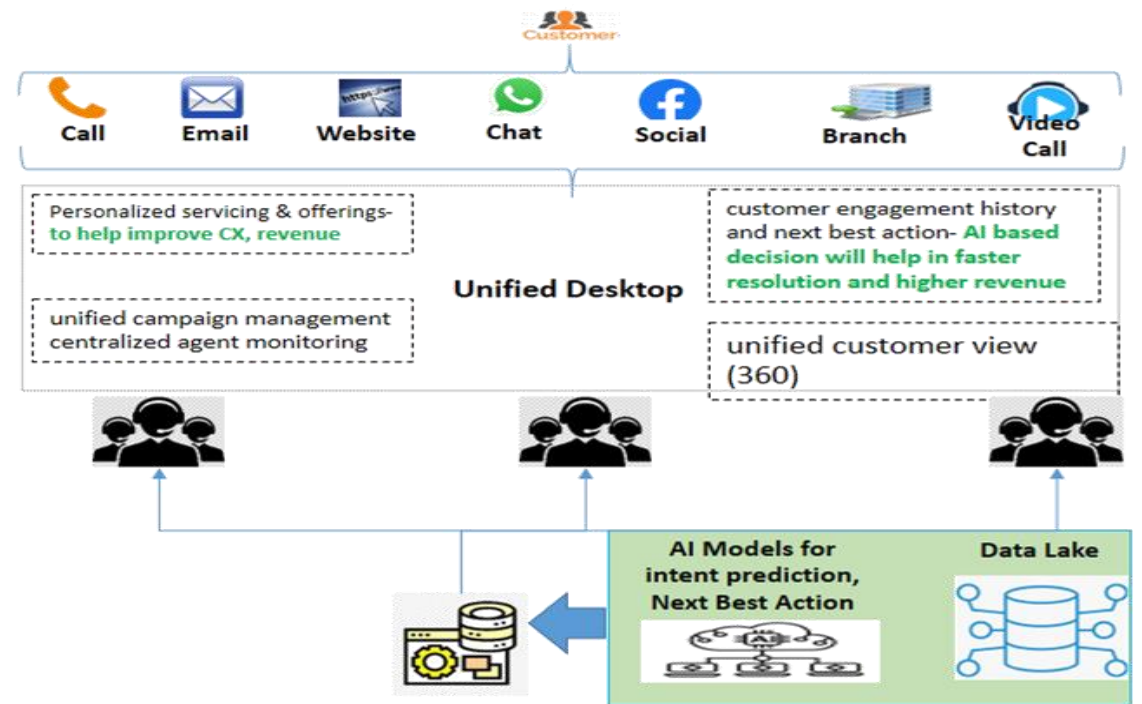 Customer
https://www
Call
Email
Website
Chat
Social
Branch
Video
Call
Personalized servicing & offerings-
to help improve CX, revenue
customer engagement history
and next best action- AI based
decision will help in faster
resolution and higher revenue
Unified Desktop
unified campaign management
centralized agent monitoring
unified customer view
(360)
AI Models for
intent prediction,
Next Best Action
Data Lake
AI